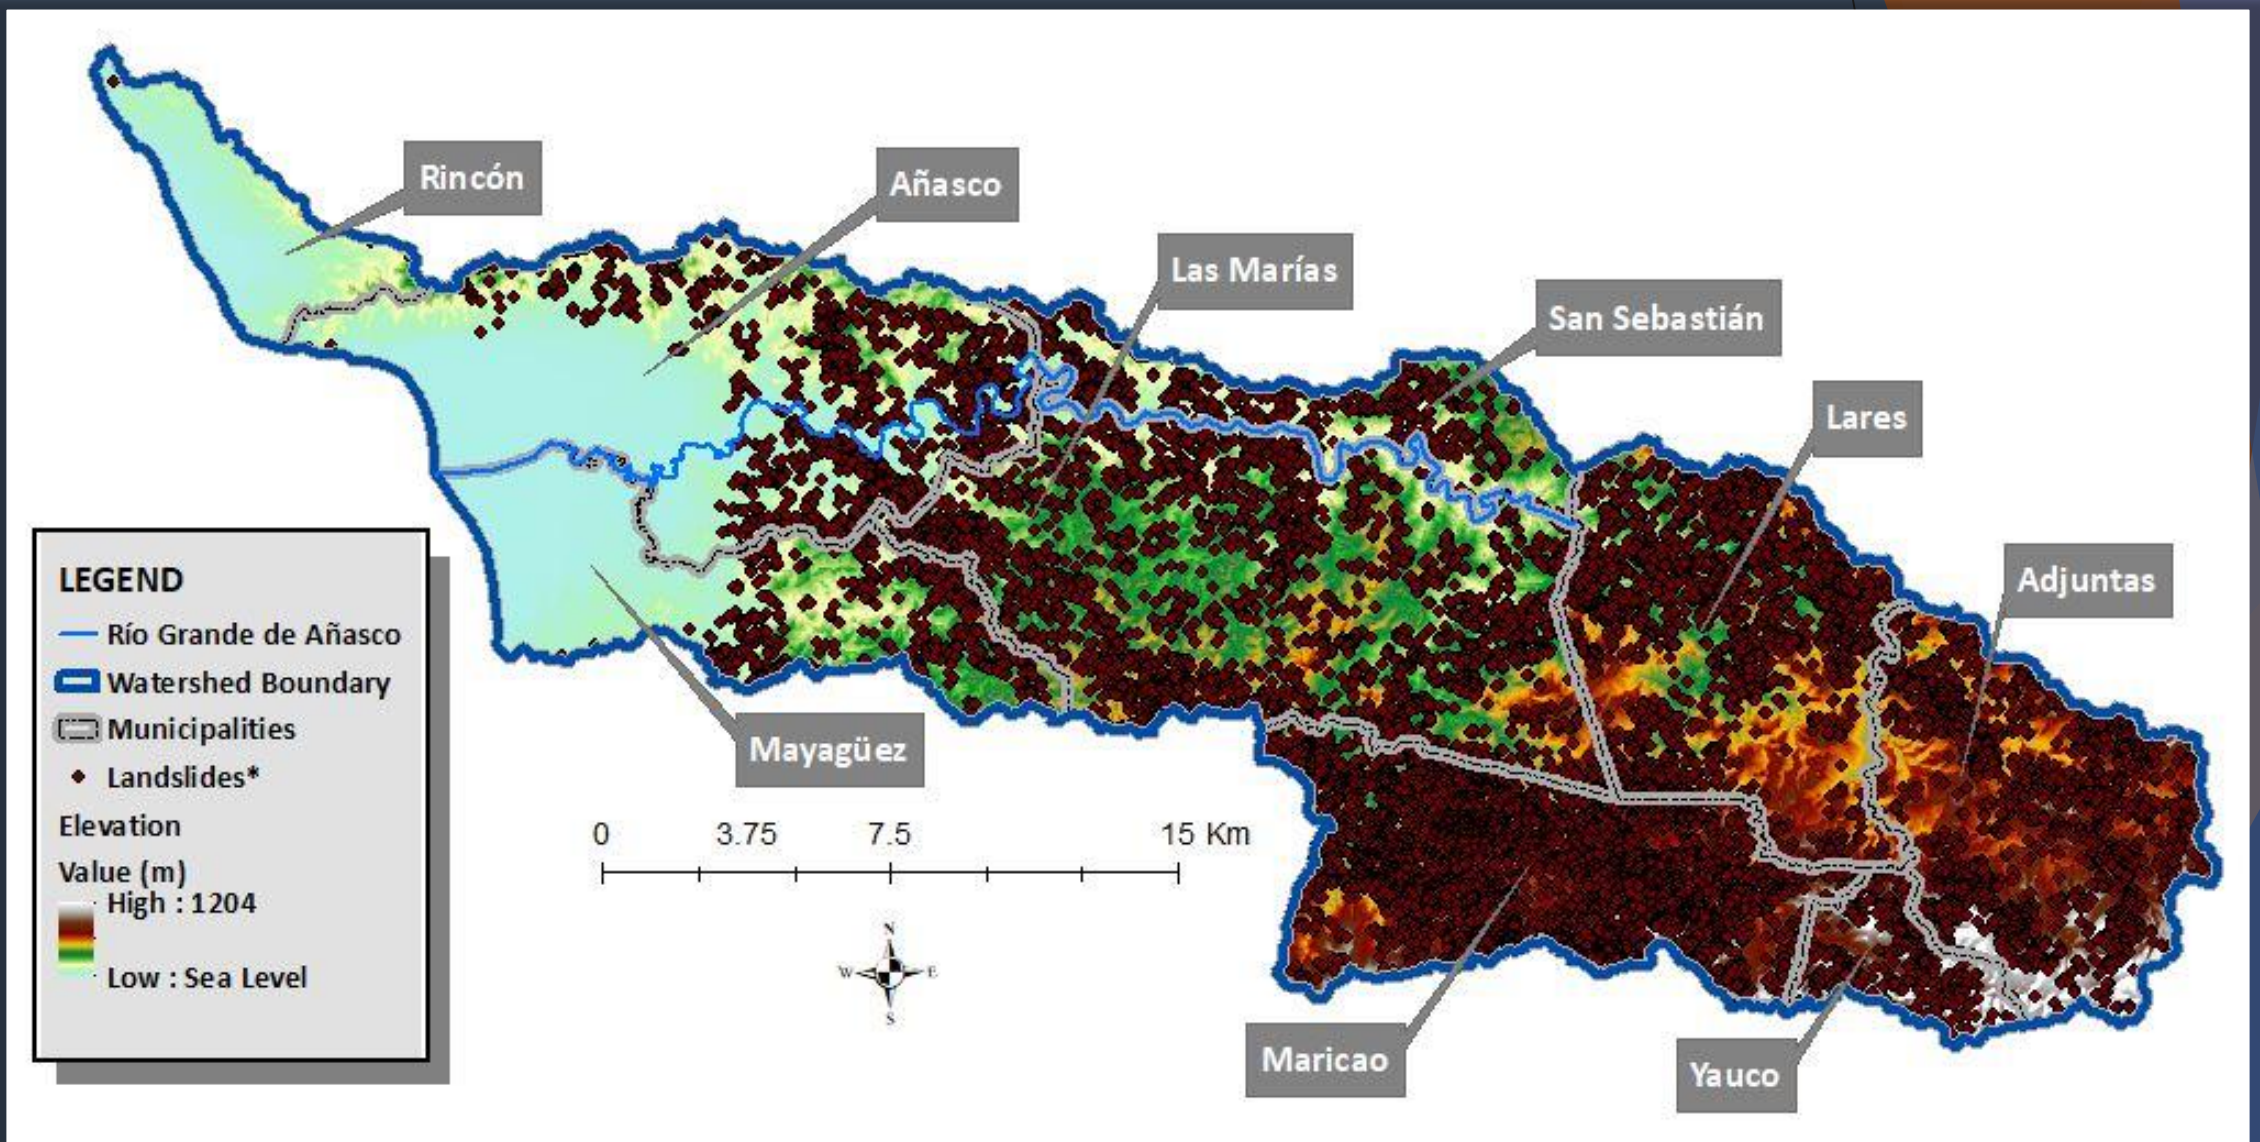 Rincón
Añasco
Las Marías
San Sebastián
Lares
Adjuntas
Mayagüez
Maricao
Yauco
LEGEND
Río Grande de Añasco
Watershed Boundary
Municipalities
Landslides*
Elevation
Value (m)
High : 1204
Low : Sea Level
0 3.75 7.5 15 Km
N
W E
S